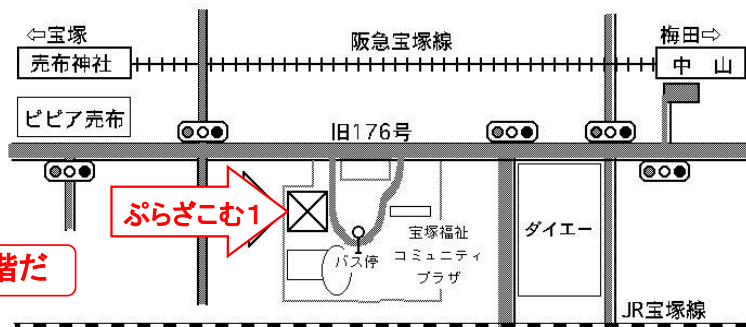 ⇦宝塚
阪急宝塚線
梅田⇨
売布神社
中 山
ピピア売布
旧176号
ぷらざこむ1
宝塚福祉
コミュニティ
プラザ
バス停
ダイエー
階だ
JR宝塚線